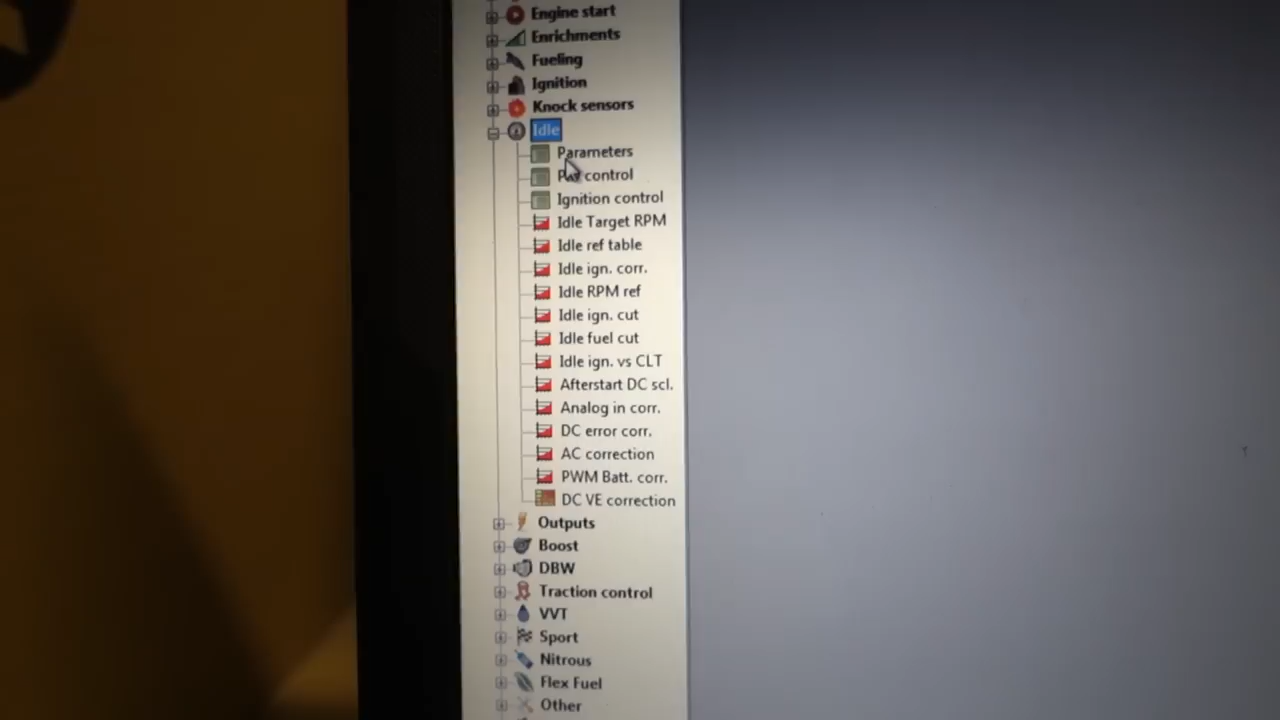 Engine start
Enrichments
Fueling
Ignition
Knock sensors
Idle
Parameters
control
Ignition control
Idle Target RPM
Idle ref table
Idle ign. corr.
Idle RPM ref
Idle ign. cut
Idle fuel cut
Idle ign. vs CLT
Afterstart DC scl.
Analog in corr.
DC error corr.
AC correction
PWM Batt. corr.
DC VE correction
Outputs
Boost
DBW
Traction control
VVT
Sport
Nitrous
Flex Fuel
Other